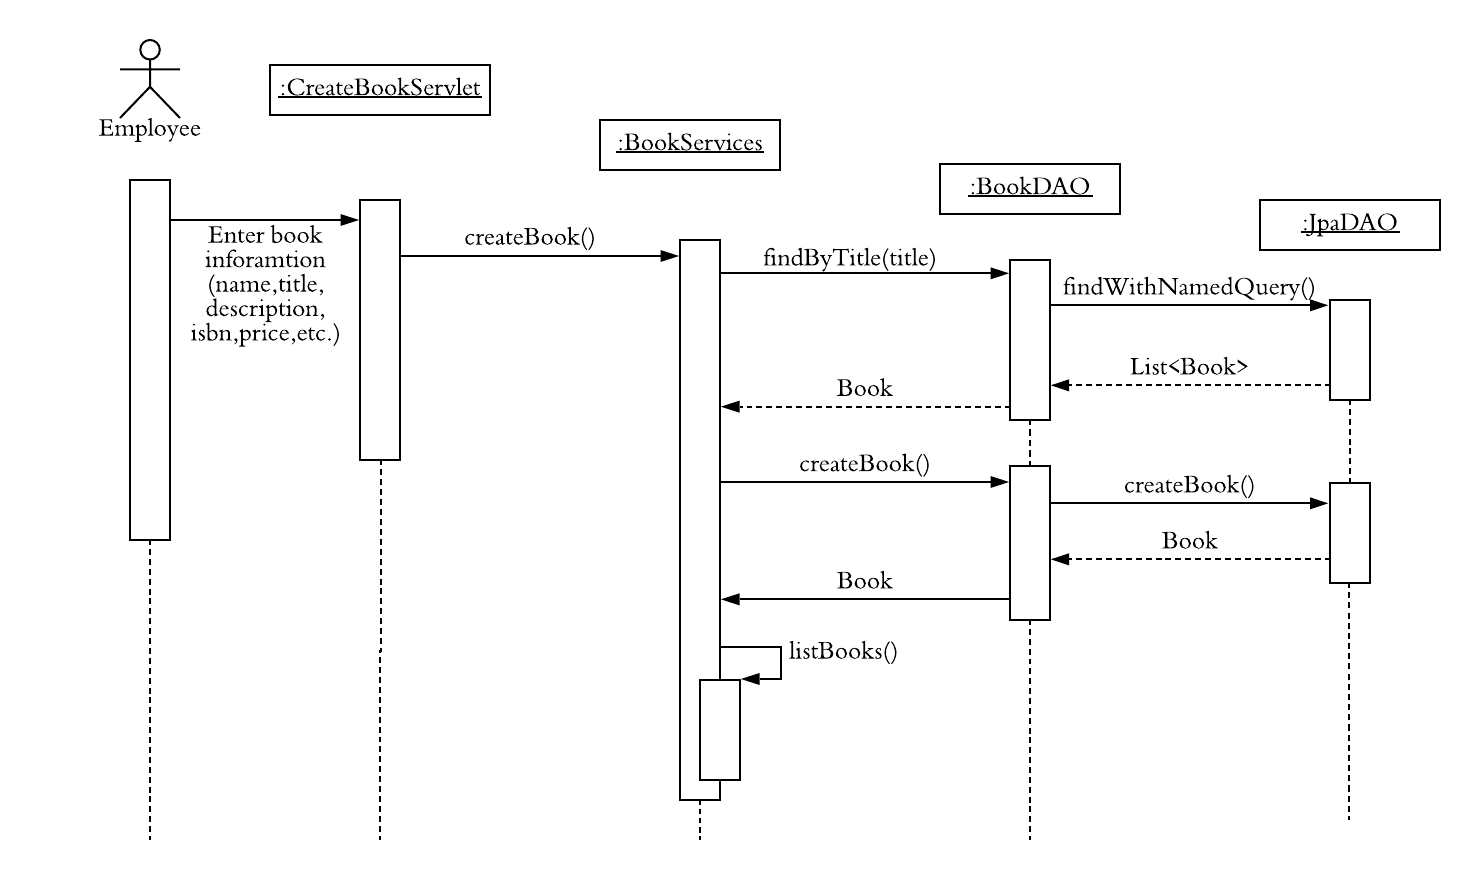 Employee
:CreateBookServlet
:BookServices
:BookDAO
:JpaDAO
Enter book
inforamtion
(name,title,
description,
isbn,price,etc.)
createBook()
findByTitle(title)
findWithNamedQuery()
List<Book>
Book
createBook()
createBook()
Book
Book
listBooks()